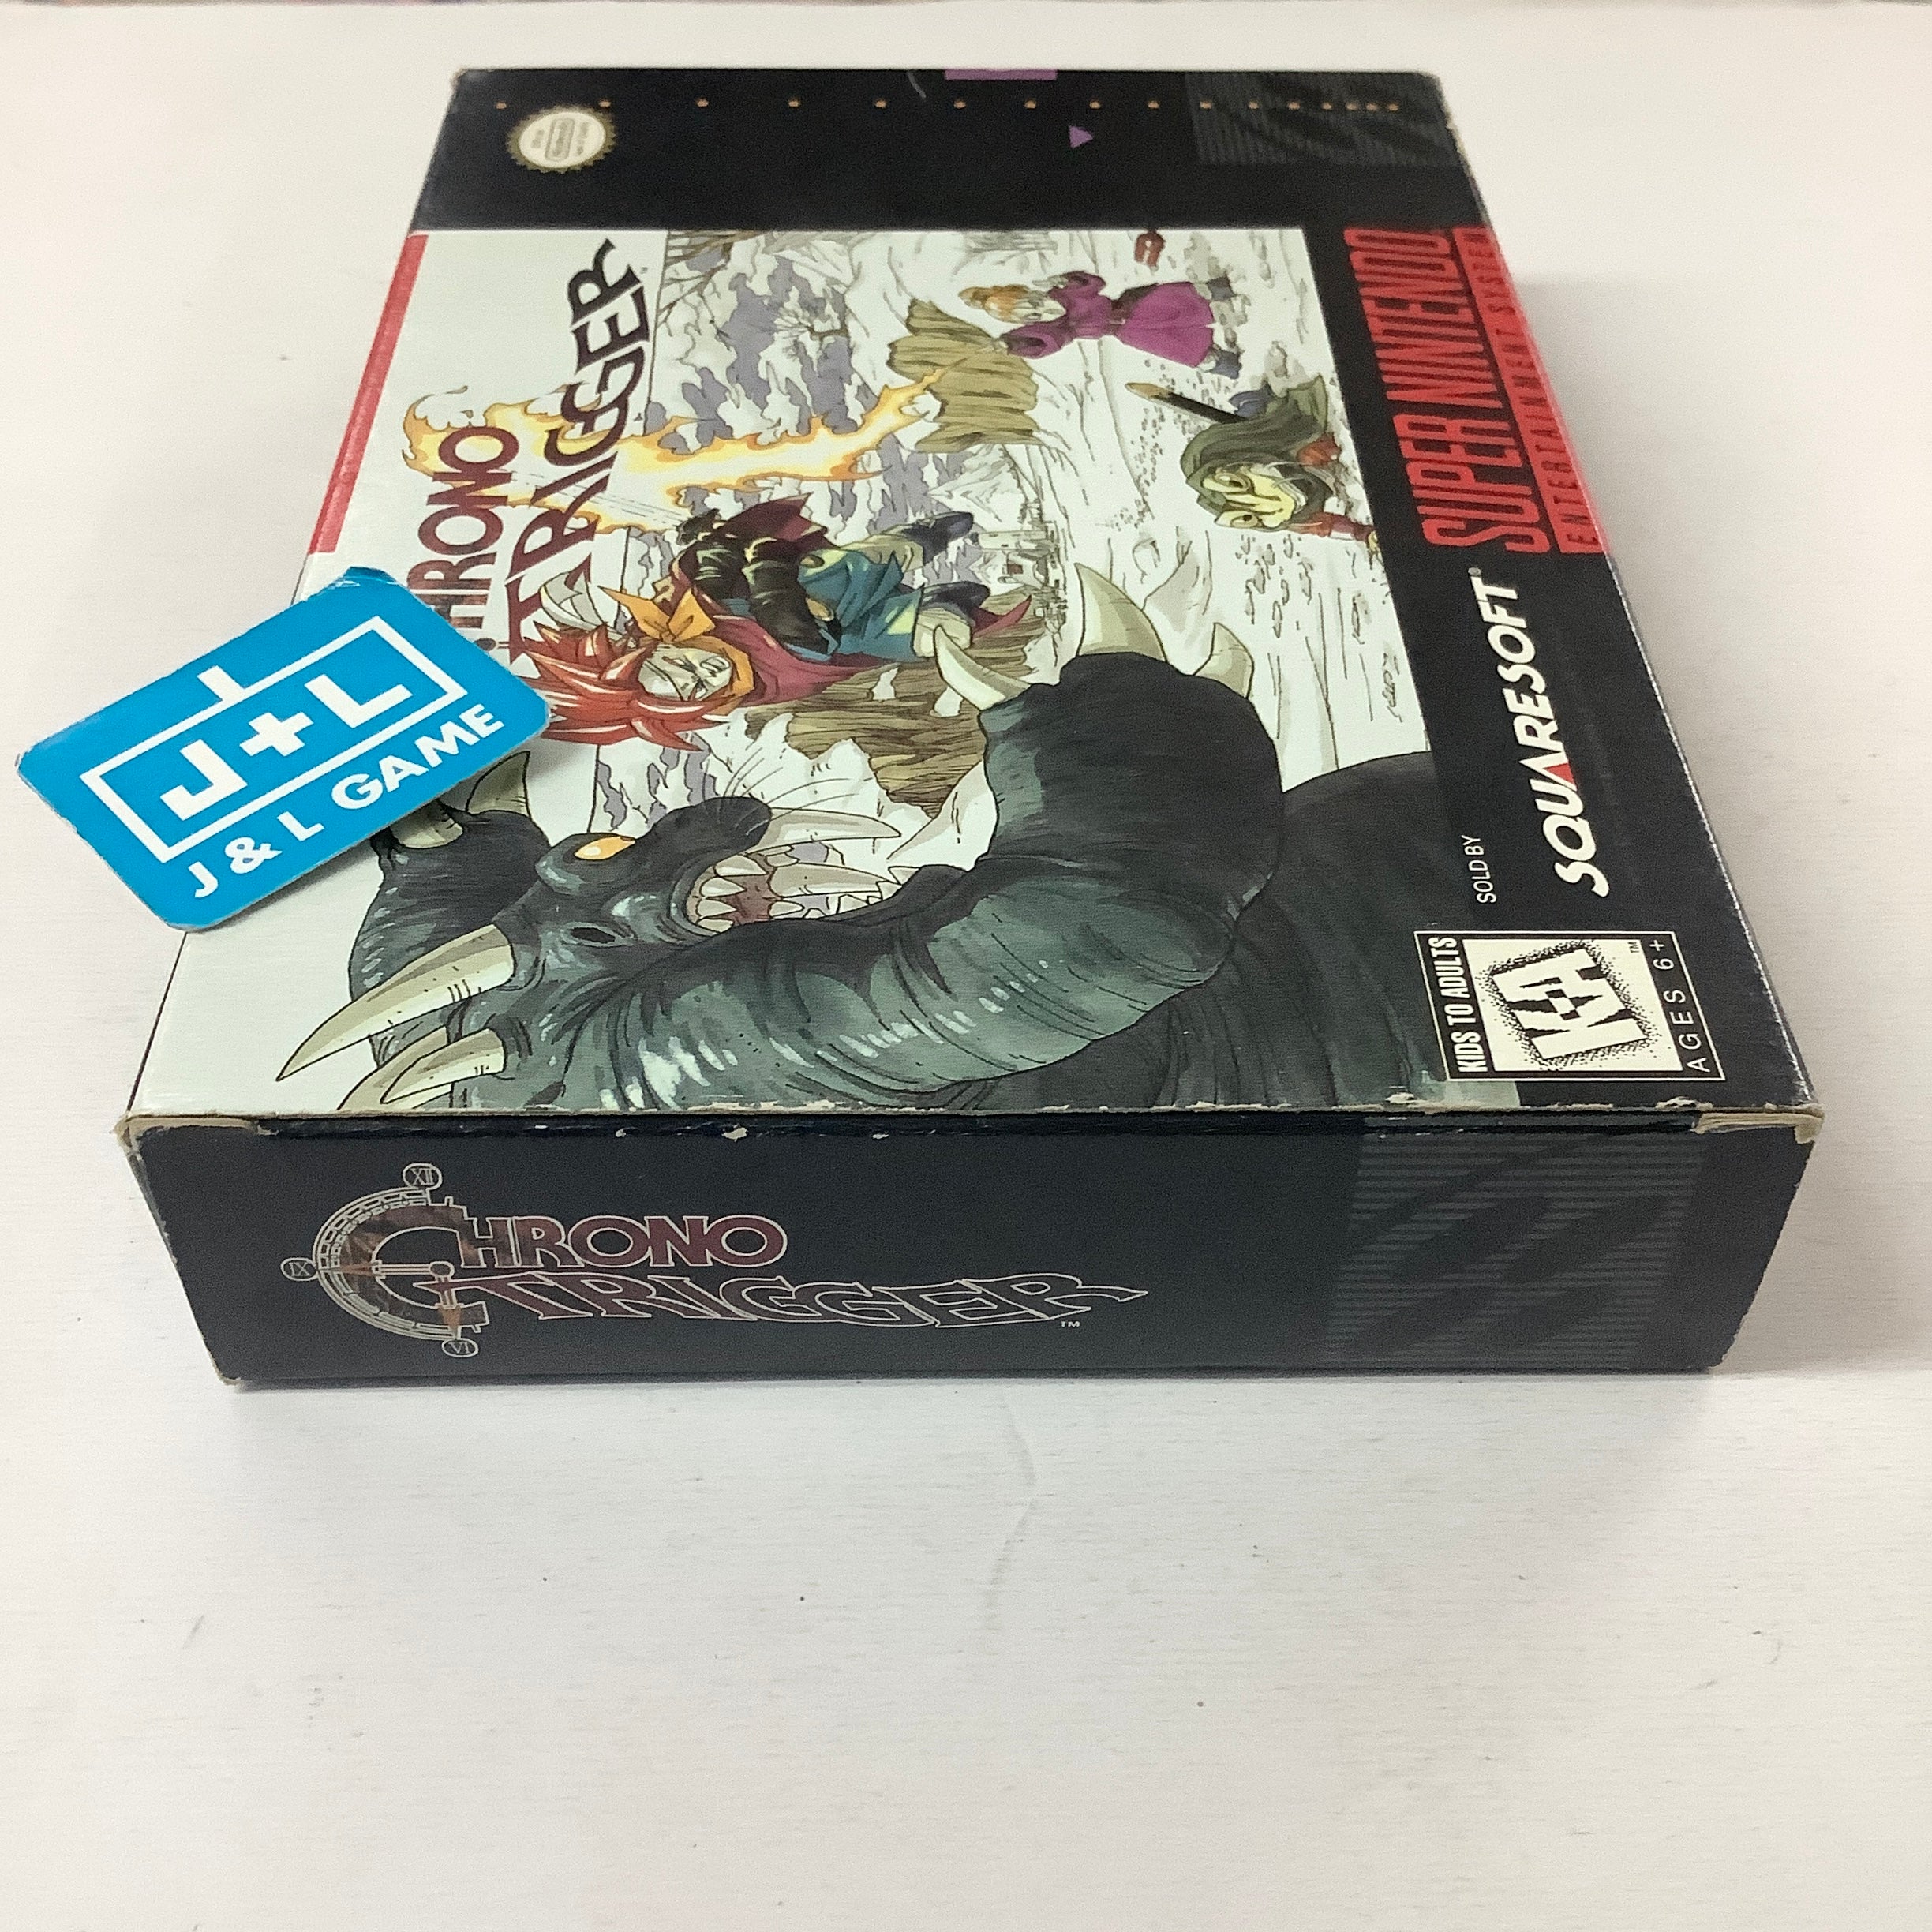 CHRONO
TRIGGER
SUPER NINTENDO
ENTERTAINMENT SYSTEM
SOLD BY
SQUARESOFT
KIDS TO ADULTS
K-A
TM
AGES 6+
J+L
J & L GAME
XII
IX
VI
CHRONO
TRIGGER
TM